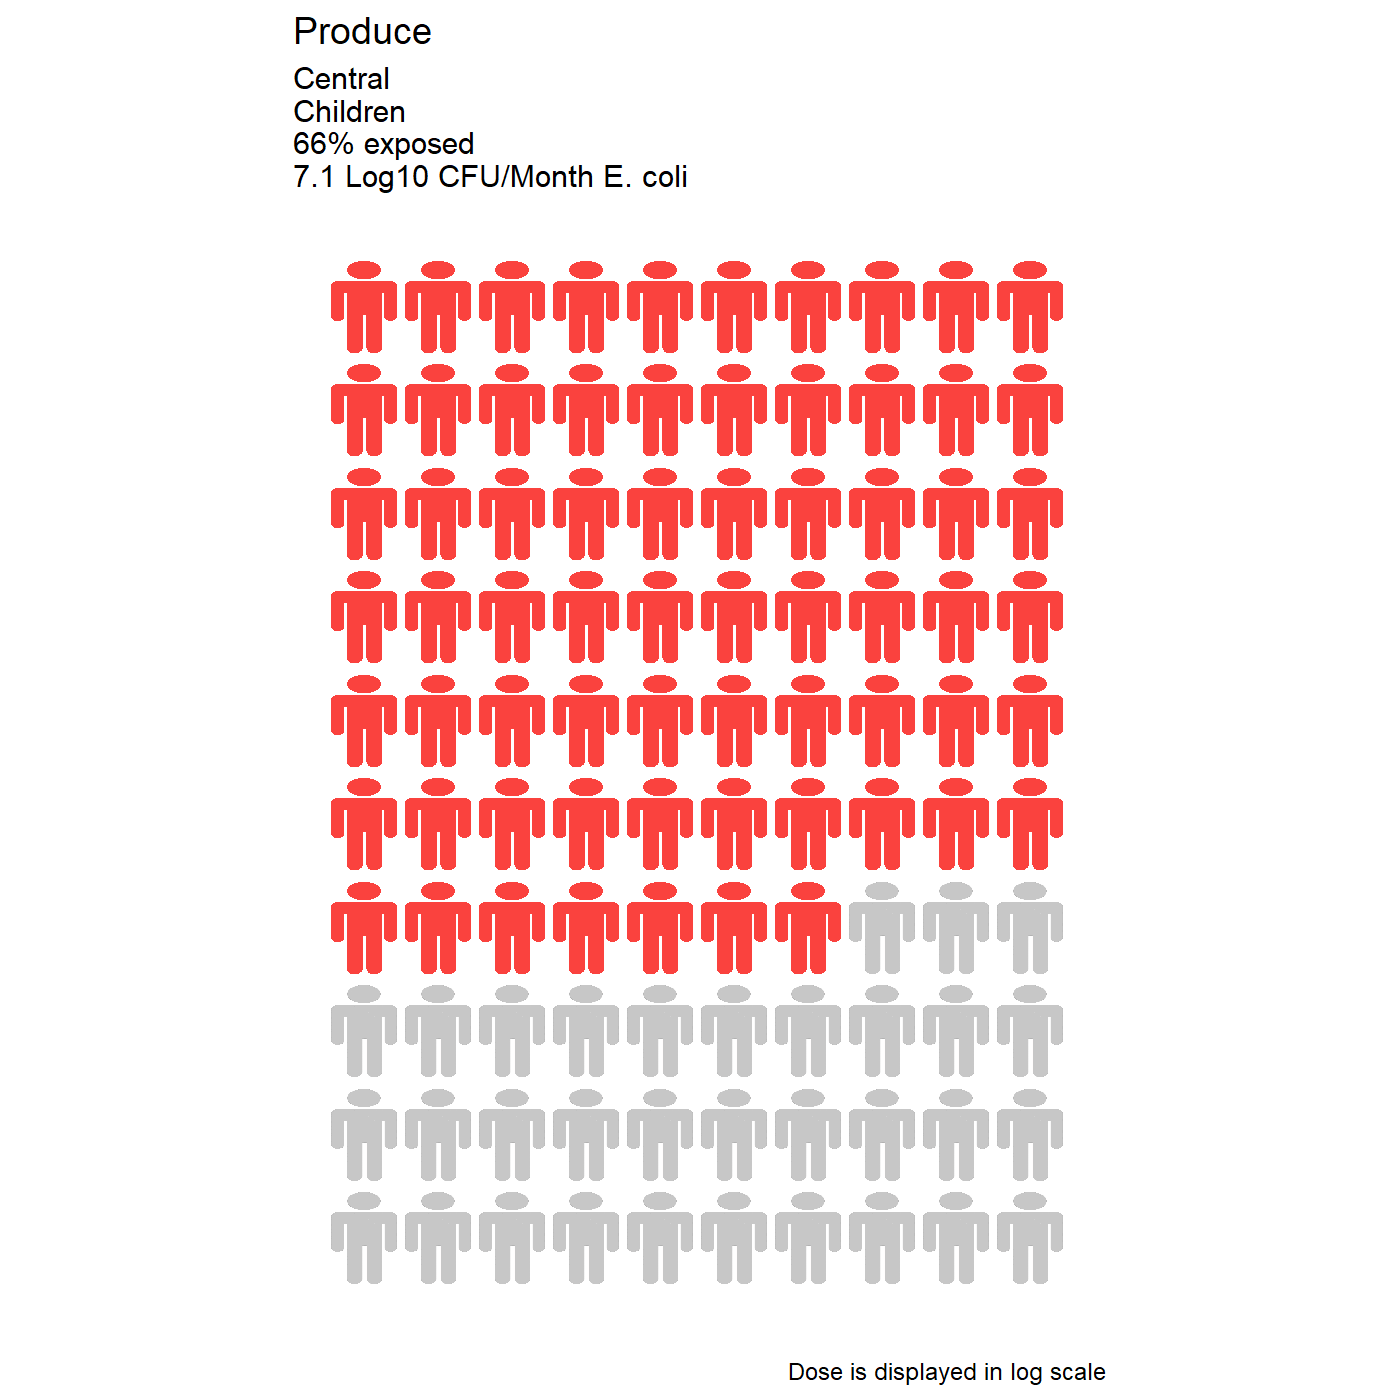 Produce
Central
Children
66% exposed
7.1 Log10 CFU/Month E. coli
Dose is displayed in log scale